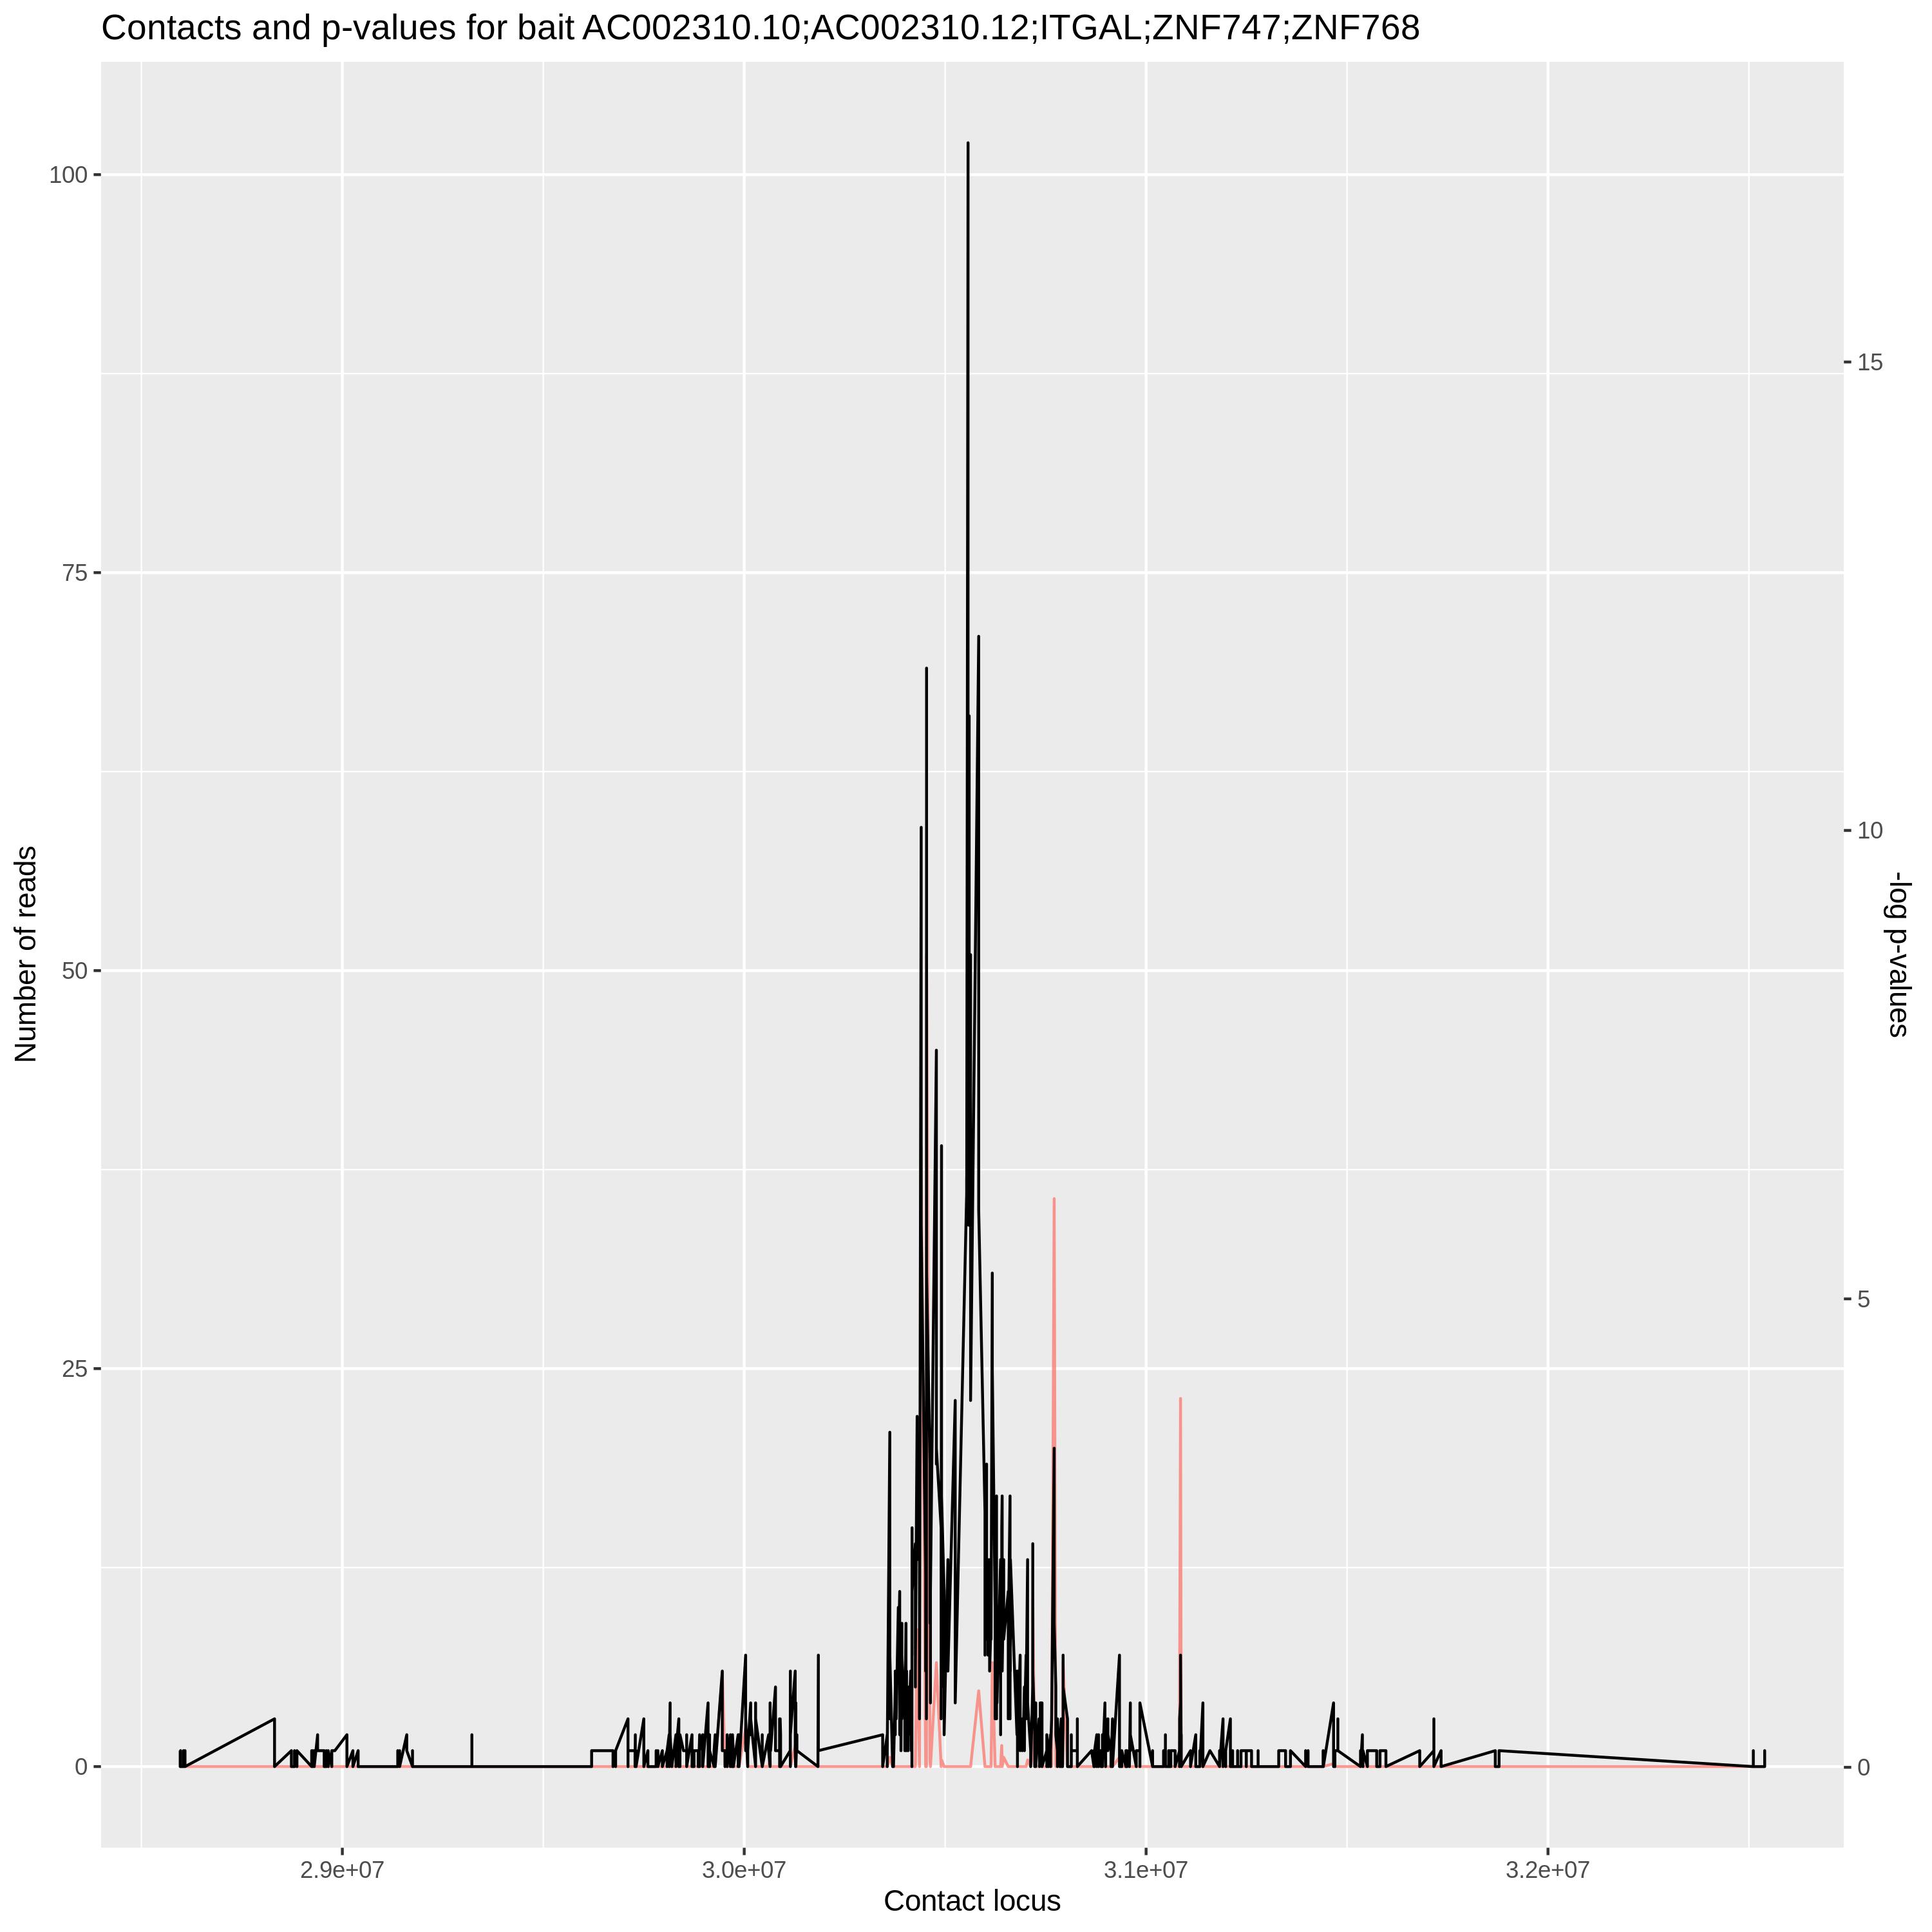 Contacts and p-values for bait AC002310.10;AC002310.12;ITGAL;ZNF747;ZNF768
100
75
50
25
0
Number of reads
15
10
5
0
-log p-values
2.9e+07 3.0e+07 3.1e+07 3.2e+07
Contact locus